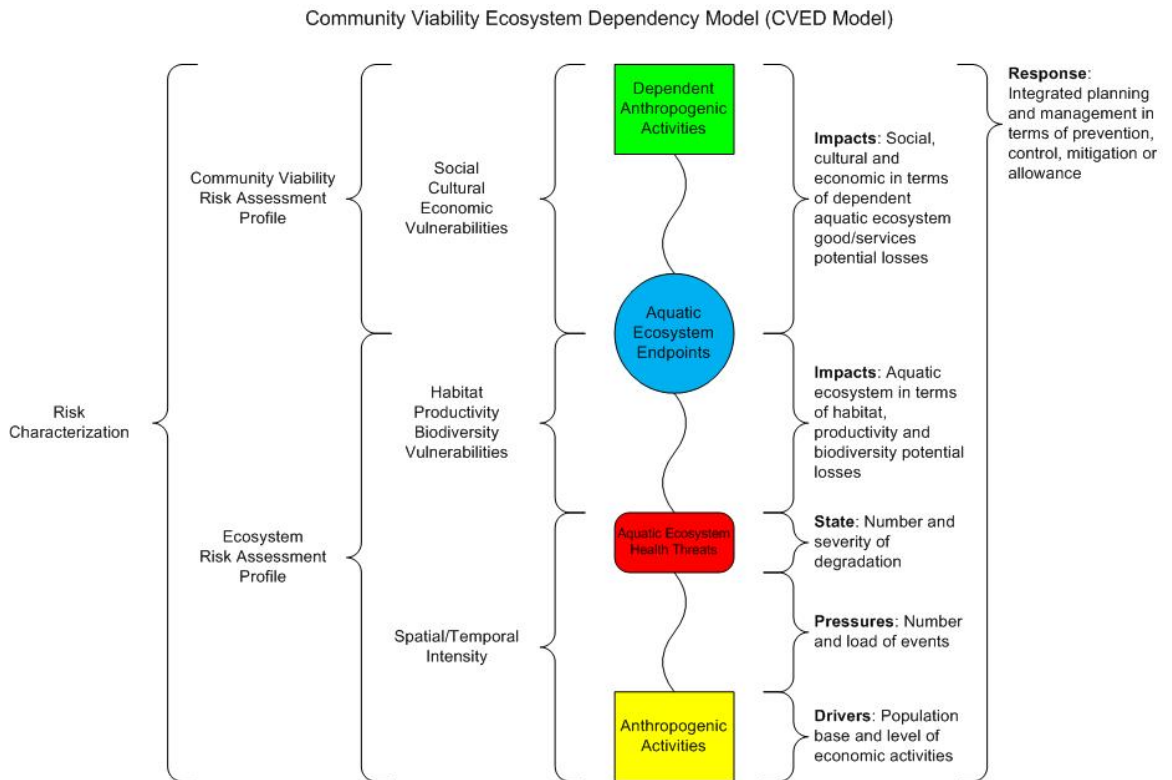 Community Viability Ecosystem Dependency Model (CVED Model)
Risk
Characterization
Community Viability
Risk Assessment
Profile
Ecosystem
Risk Assessment
Profile
Social
Cultural
Economic
Vulnerabilities
Habitat
Productivity
Biodiversity
Vulnerabilities
Spatial/Temporal
Intensity
Dependent
Anthropogenic
Activities
Aquatic
Ecosystem
Endpoints
Aquatic Ecosystem
Health Threats
Anthropogenic
Activities
Impacts: Social,
cultural and
economic in terms
of dependent
aquatic ecosystem
good/services
potential losses
Impacts: Aquatic
ecosystem in terms
of habitat,
productivity and
biodiversity potential
losses
State: Number and
severity of
degradation
Pressures: Number
and load of events
Drivers: Population
base and level of
economic activities
Response:
Integrated planning
and management in
terms of prevention,
control, mitigation or
allowance